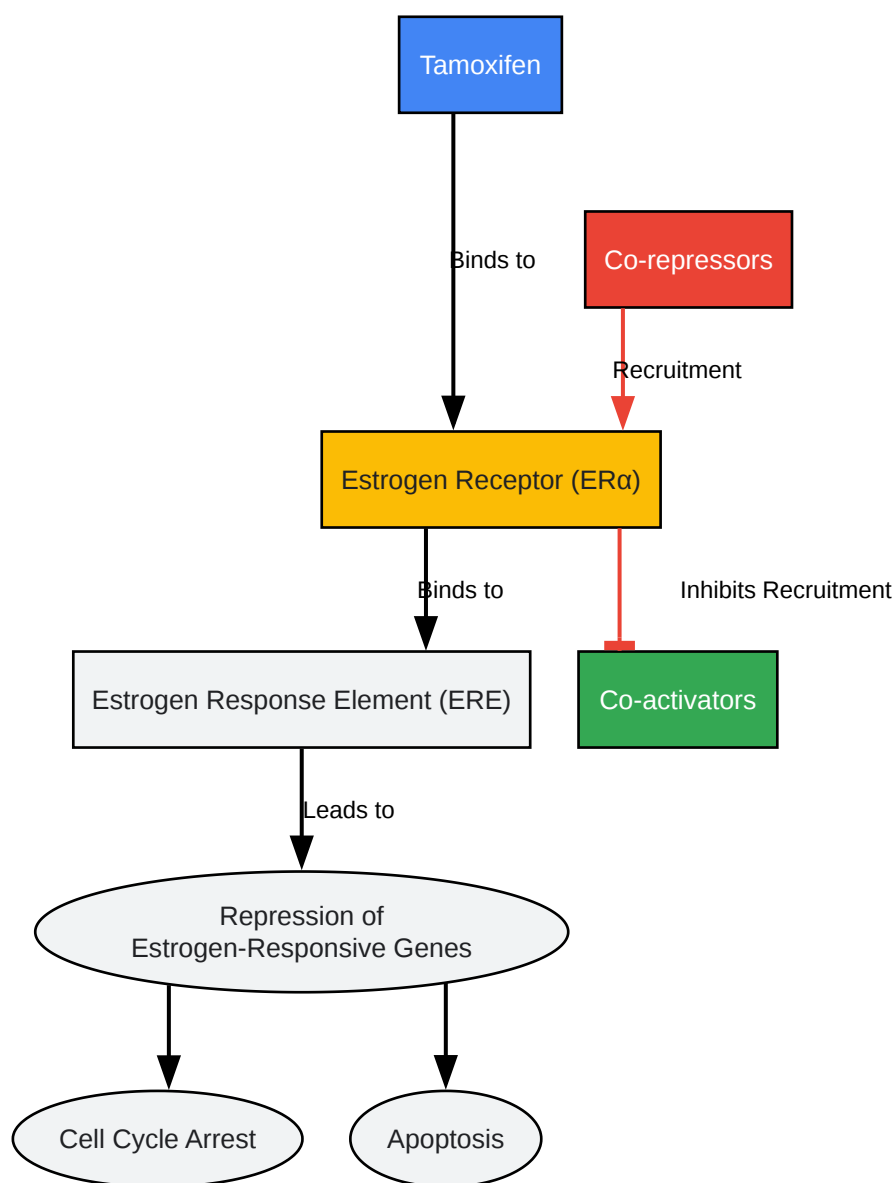 Tamoxifen
Binds to
Co-repressors
Recruitment
Estrogen Receptor (ERα)
Binds to
Inhibits Recruitment
Estrogen Response Element (ERE)
Co-activators
Leads to
Repression of
Estrogen-Responsive Genes
Cell Cycle Arrest
Apoptosis